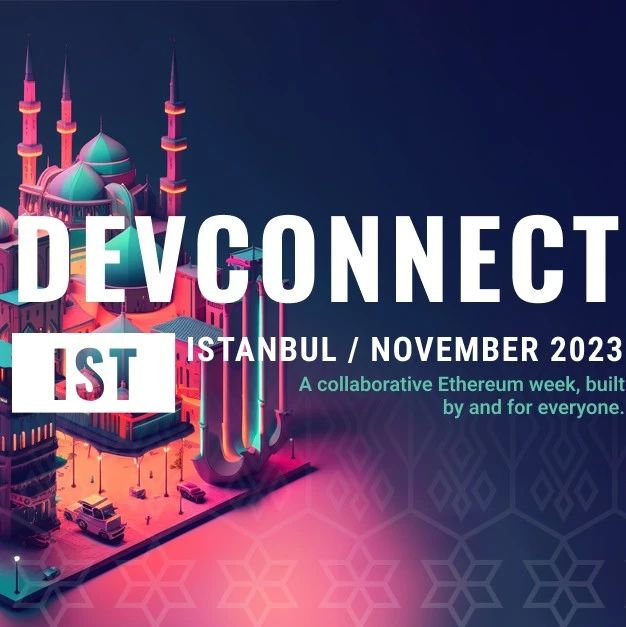 DEVCONNECT
IST
ISTANBUL / NOVEMBER 2023
A collaborative Ethereum week, built
by and for everyone.